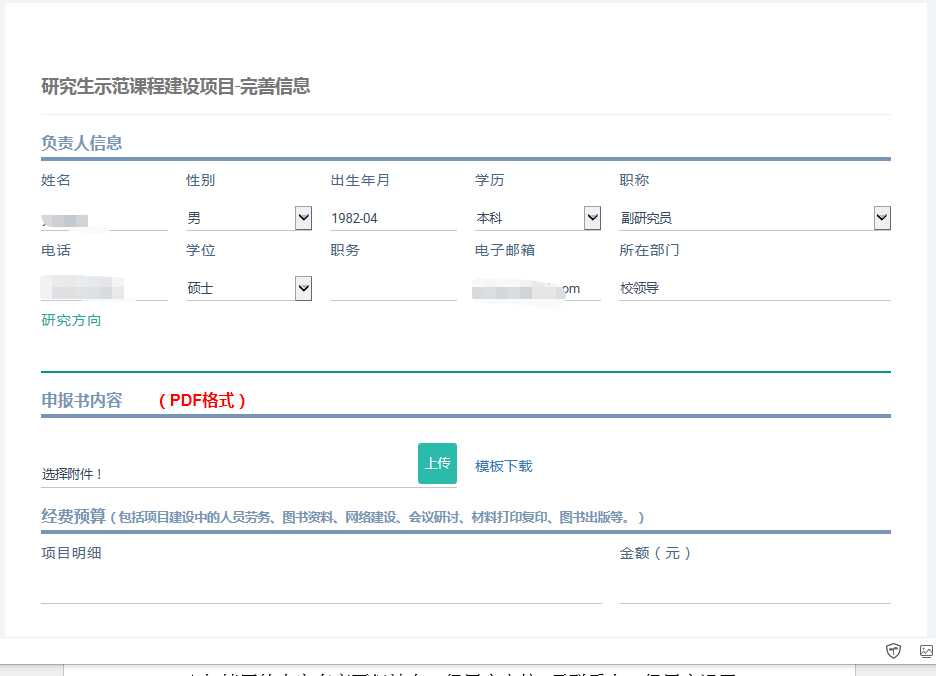 研究生示范课程建设项目-完善信息
负责人信息
姓名 性别 出生年月 学历 职称
男 1982-04 本科 副研究员
电话 学位 职务 电子邮箱 所在部门
硕士 om 校领导
研究方向
申报书内容 （PDF格式）
选择附件！ 上传 模板下载
经费预算（包括项目建设中的人员劳务、图书资料、网络建设、会议研讨、材料打印复印、图书出版等。）
项目明细 金额（元）